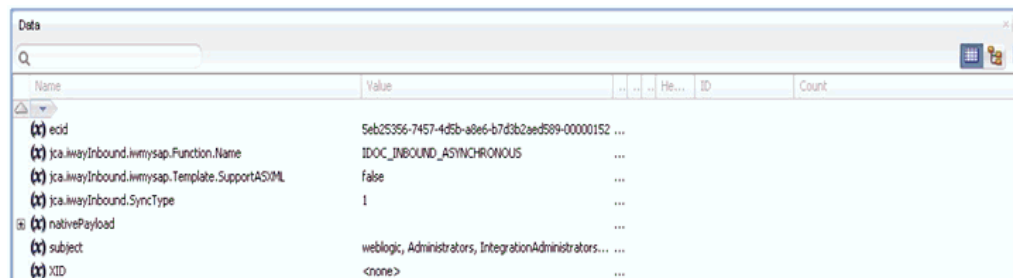 Data
Name Value .. .. .. He... ID Count
ecid 5eb25356-7457-4d5b-a8e6-b7d3b2aed589-00000152 ...
jca.iwayInbound.iwmysap.Function.Name IDOC_INBOUND_ASYNCHRONOUS ...
jca.iwayInbound.iwmysap.Template.SupportASXML false ...
jca.iwayInbound.SyncType 1 ...
nativePayload ...
subject weblogic, Administrators, IntegrationAdministrators... ...
XID <none> ...